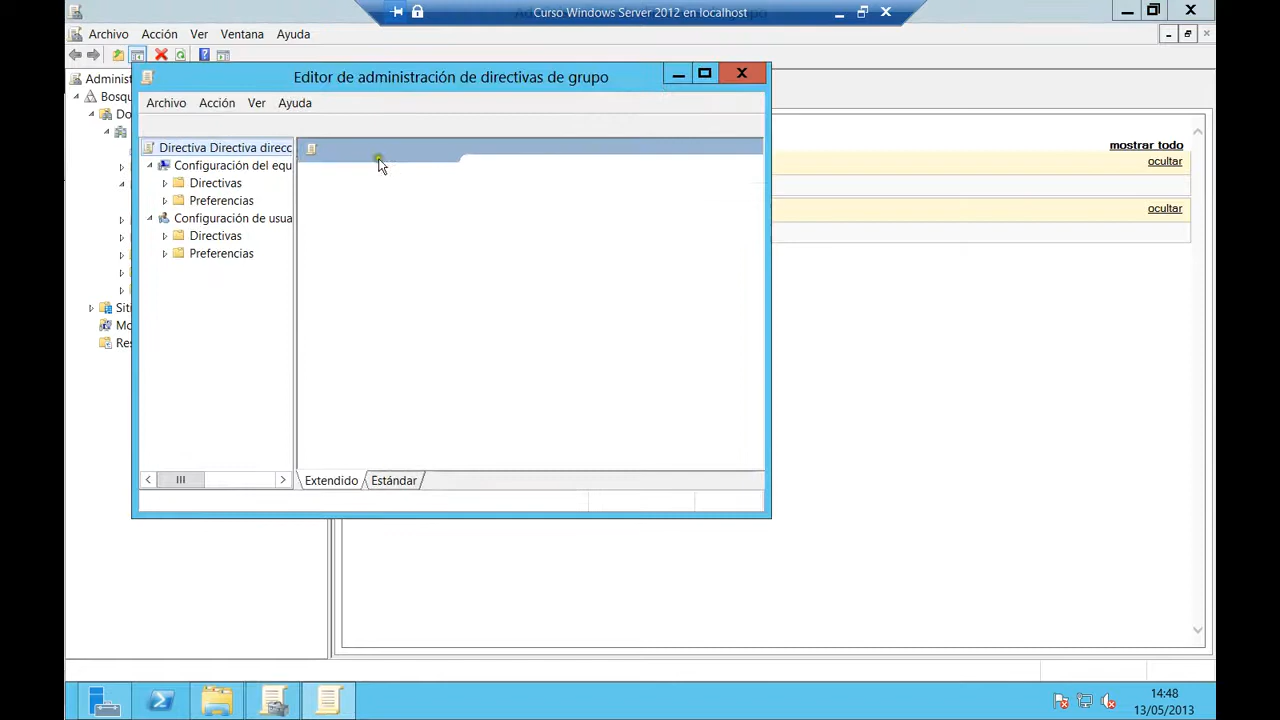 Curso Windows Server 2012 en localhost
Archivo Acción Ver Ventana Ayuda
Administ
Bosqu
Do
Siti
Mo
Res
Editor de administración de directivas de grupo
Archivo Acción Ver Ayuda
Directiva Directiva direcc
Configuración del equ
Directivas
Preferencias
Configuración de usua
Directivas
Preferencias
Extendido Estándar
mostrar todo
ocultar
ocultar
14:48
13/05/2013